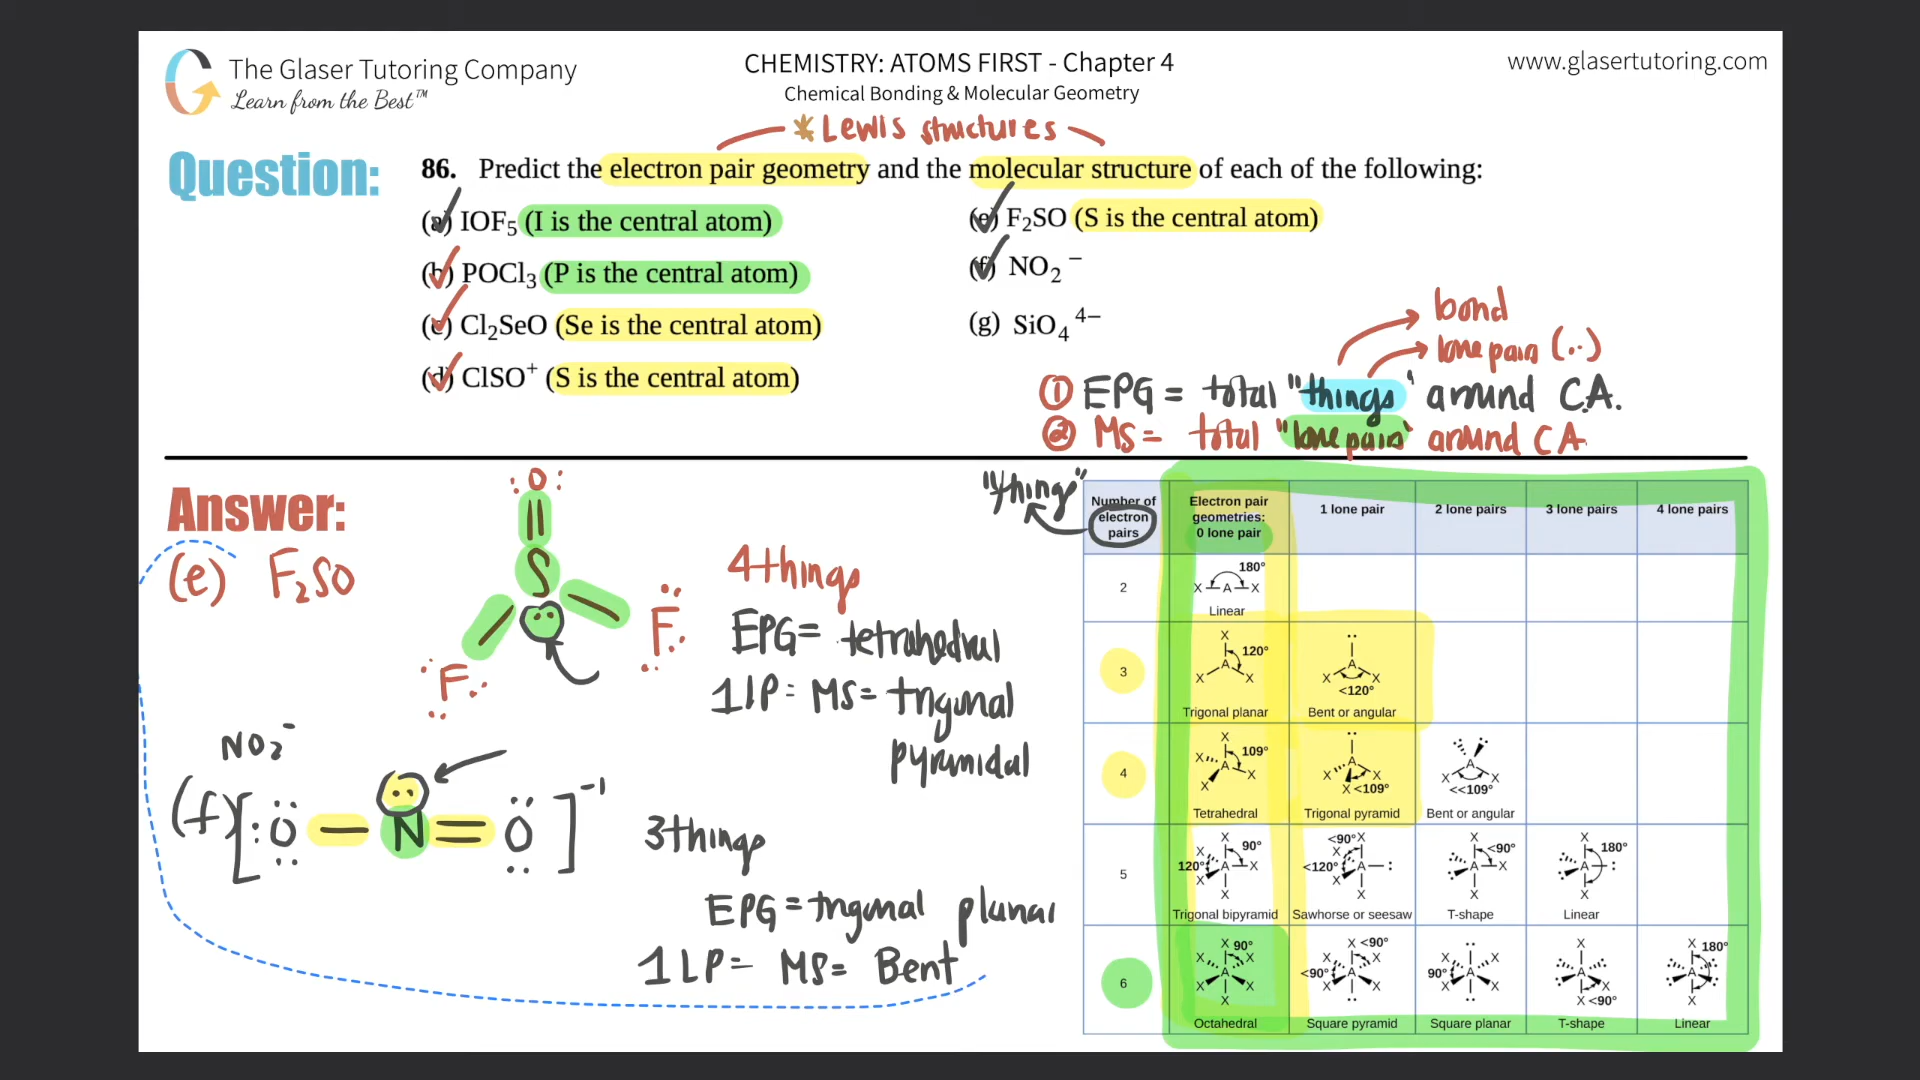 The Glaser Tutoring Company
Learn from the Best™
CHEMISTRY: ATOMS FIRST - Chapter 4
Chemical Bonding & Molecular Geometry
www.glasertutoring.com
* Lewis structures
Question:
86. Predict the electron pair geometry and the molecular structure of each of the following:
(a) IOF5 (I is the central atom)
(b) POCl3 (P is the central atom)
(c) Cl2SeO (Se is the central atom)
(d) ClSO+ (S is the central atom)
(e) F2SO (S is the central atom)
(f) NO2 −
(g) SiO4 4−
bond
lone pair (..)
① EPG = total "things" around C.A.
② MS = total "lone pair" around CA
Answer:
(e) F2SO
:O:
S
F
F
4 things
EPG = tetrahedral
1 LP = MS = trigonal
pyramidal
NO2-
(f) [:O - N = O]-1
3 things
EPG = trigonal planar
1 LP = MS = Bent
"things"
Number of electron pairs
Electron pair geometries: 0 lone pair
1 lone pair
2 lone pairs
3 lone pairs
4 lone pairs
2
180°
X A X
Linear
3
X 120° A X X
Trigonal planar
A X X <120°
Bent or angular
4
X 109° X A X X
Tetrahedral
A X X X <109°
Trigonal pyramid
A X X <<109°
Bent or angular
5
X 90° X 120° A X X X
Trigonal bipyramid
<90° X X <120° A X X
Sawhorse or seesaw
X <90° A X X
T-shape
X 180° A X
Linear
6
X 90° X X A X X X
Octahedral
X <90° X X <90° A X X
Square pyramid
X X 90° A X X
Square planar
X A X X <90°
T-shape
X 180° A X
Linear